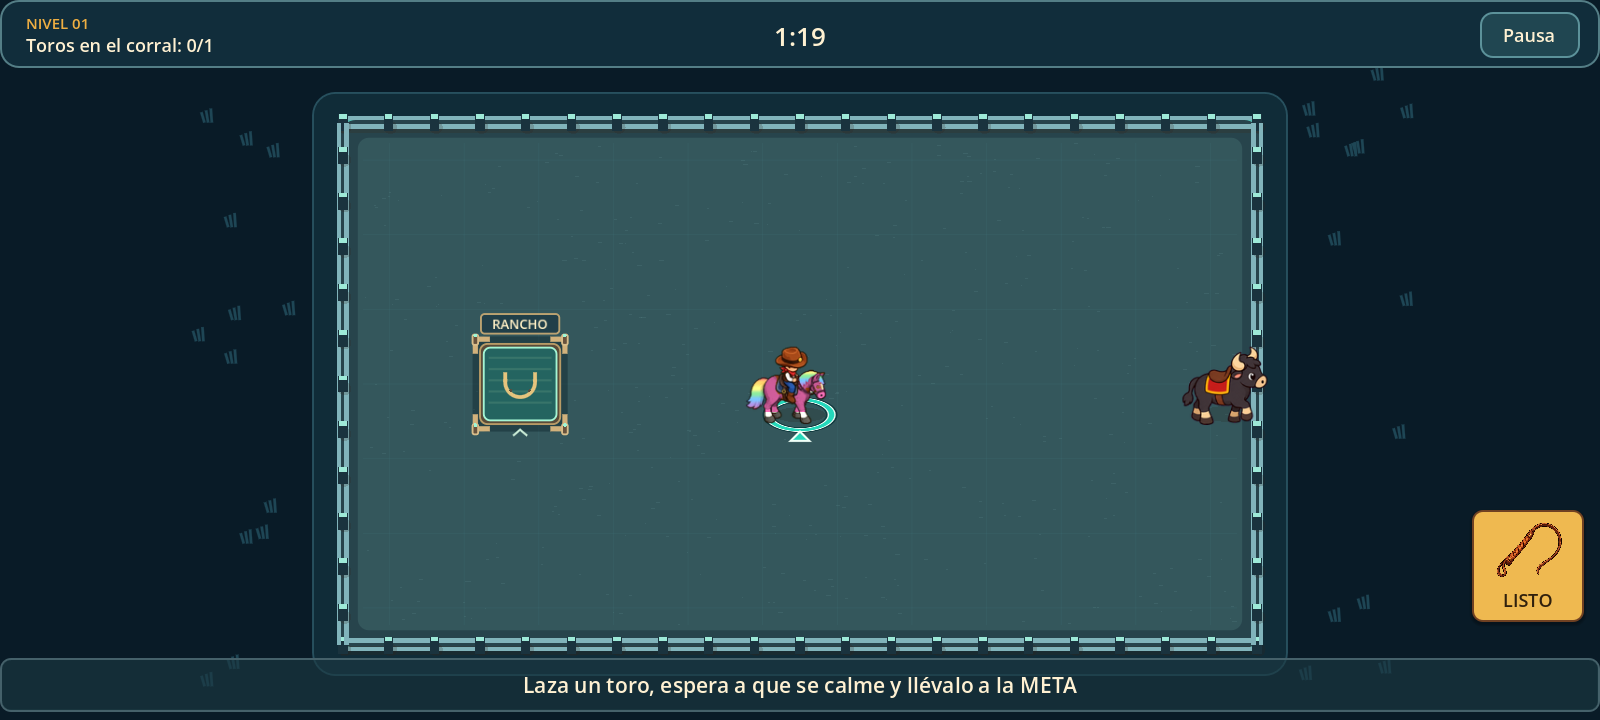 NIVEL 01
Toros en el corral: 0/1
1:19
Pausa
RANCHO
LISTO
Laza un toro, espera a que se calme y llévalo a la META